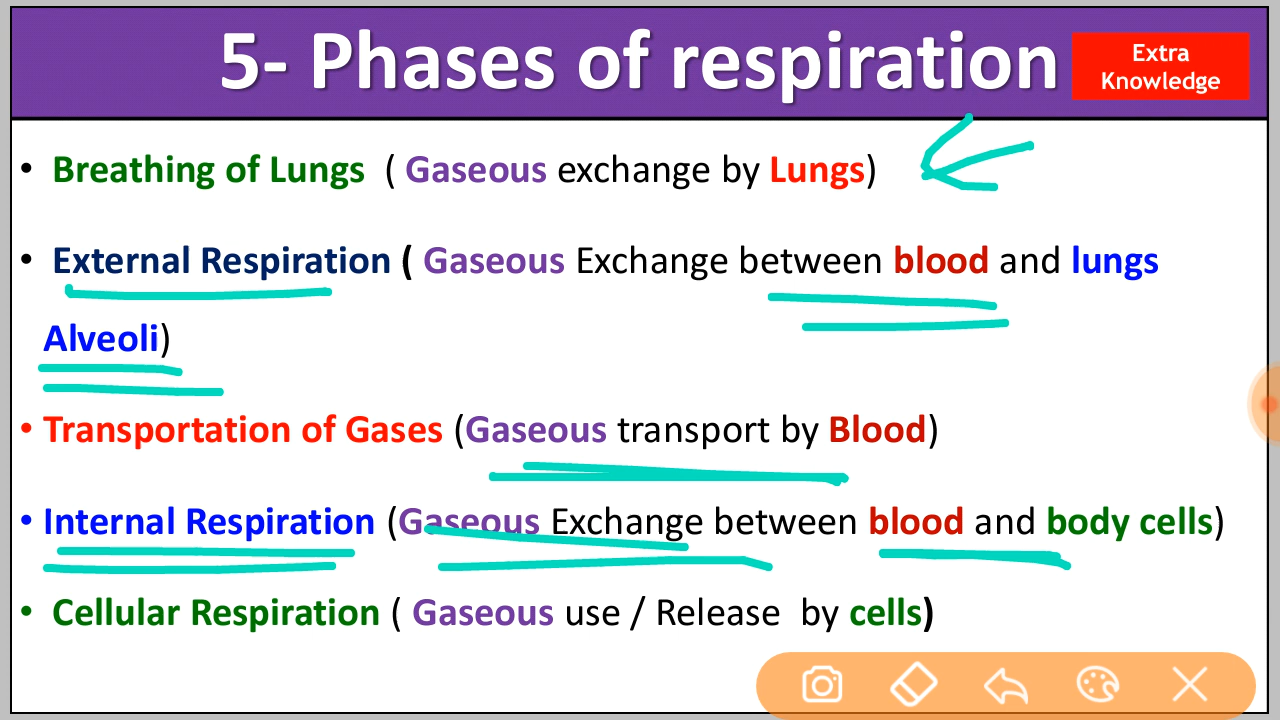 5- Phases of respiration
Extra
Knowledge
• Breathing of Lungs ( Gaseous exchange by Lungs)
• External Respiration ( Gaseous Exchange between blood and lungs
Alveoli)
• Transportation of Gases (Gaseous transport by Blood)
• Internal Respiration (Gaseous Exchange between blood and body cells)
• Cellular Respiration ( Gaseous use / Release by cells)